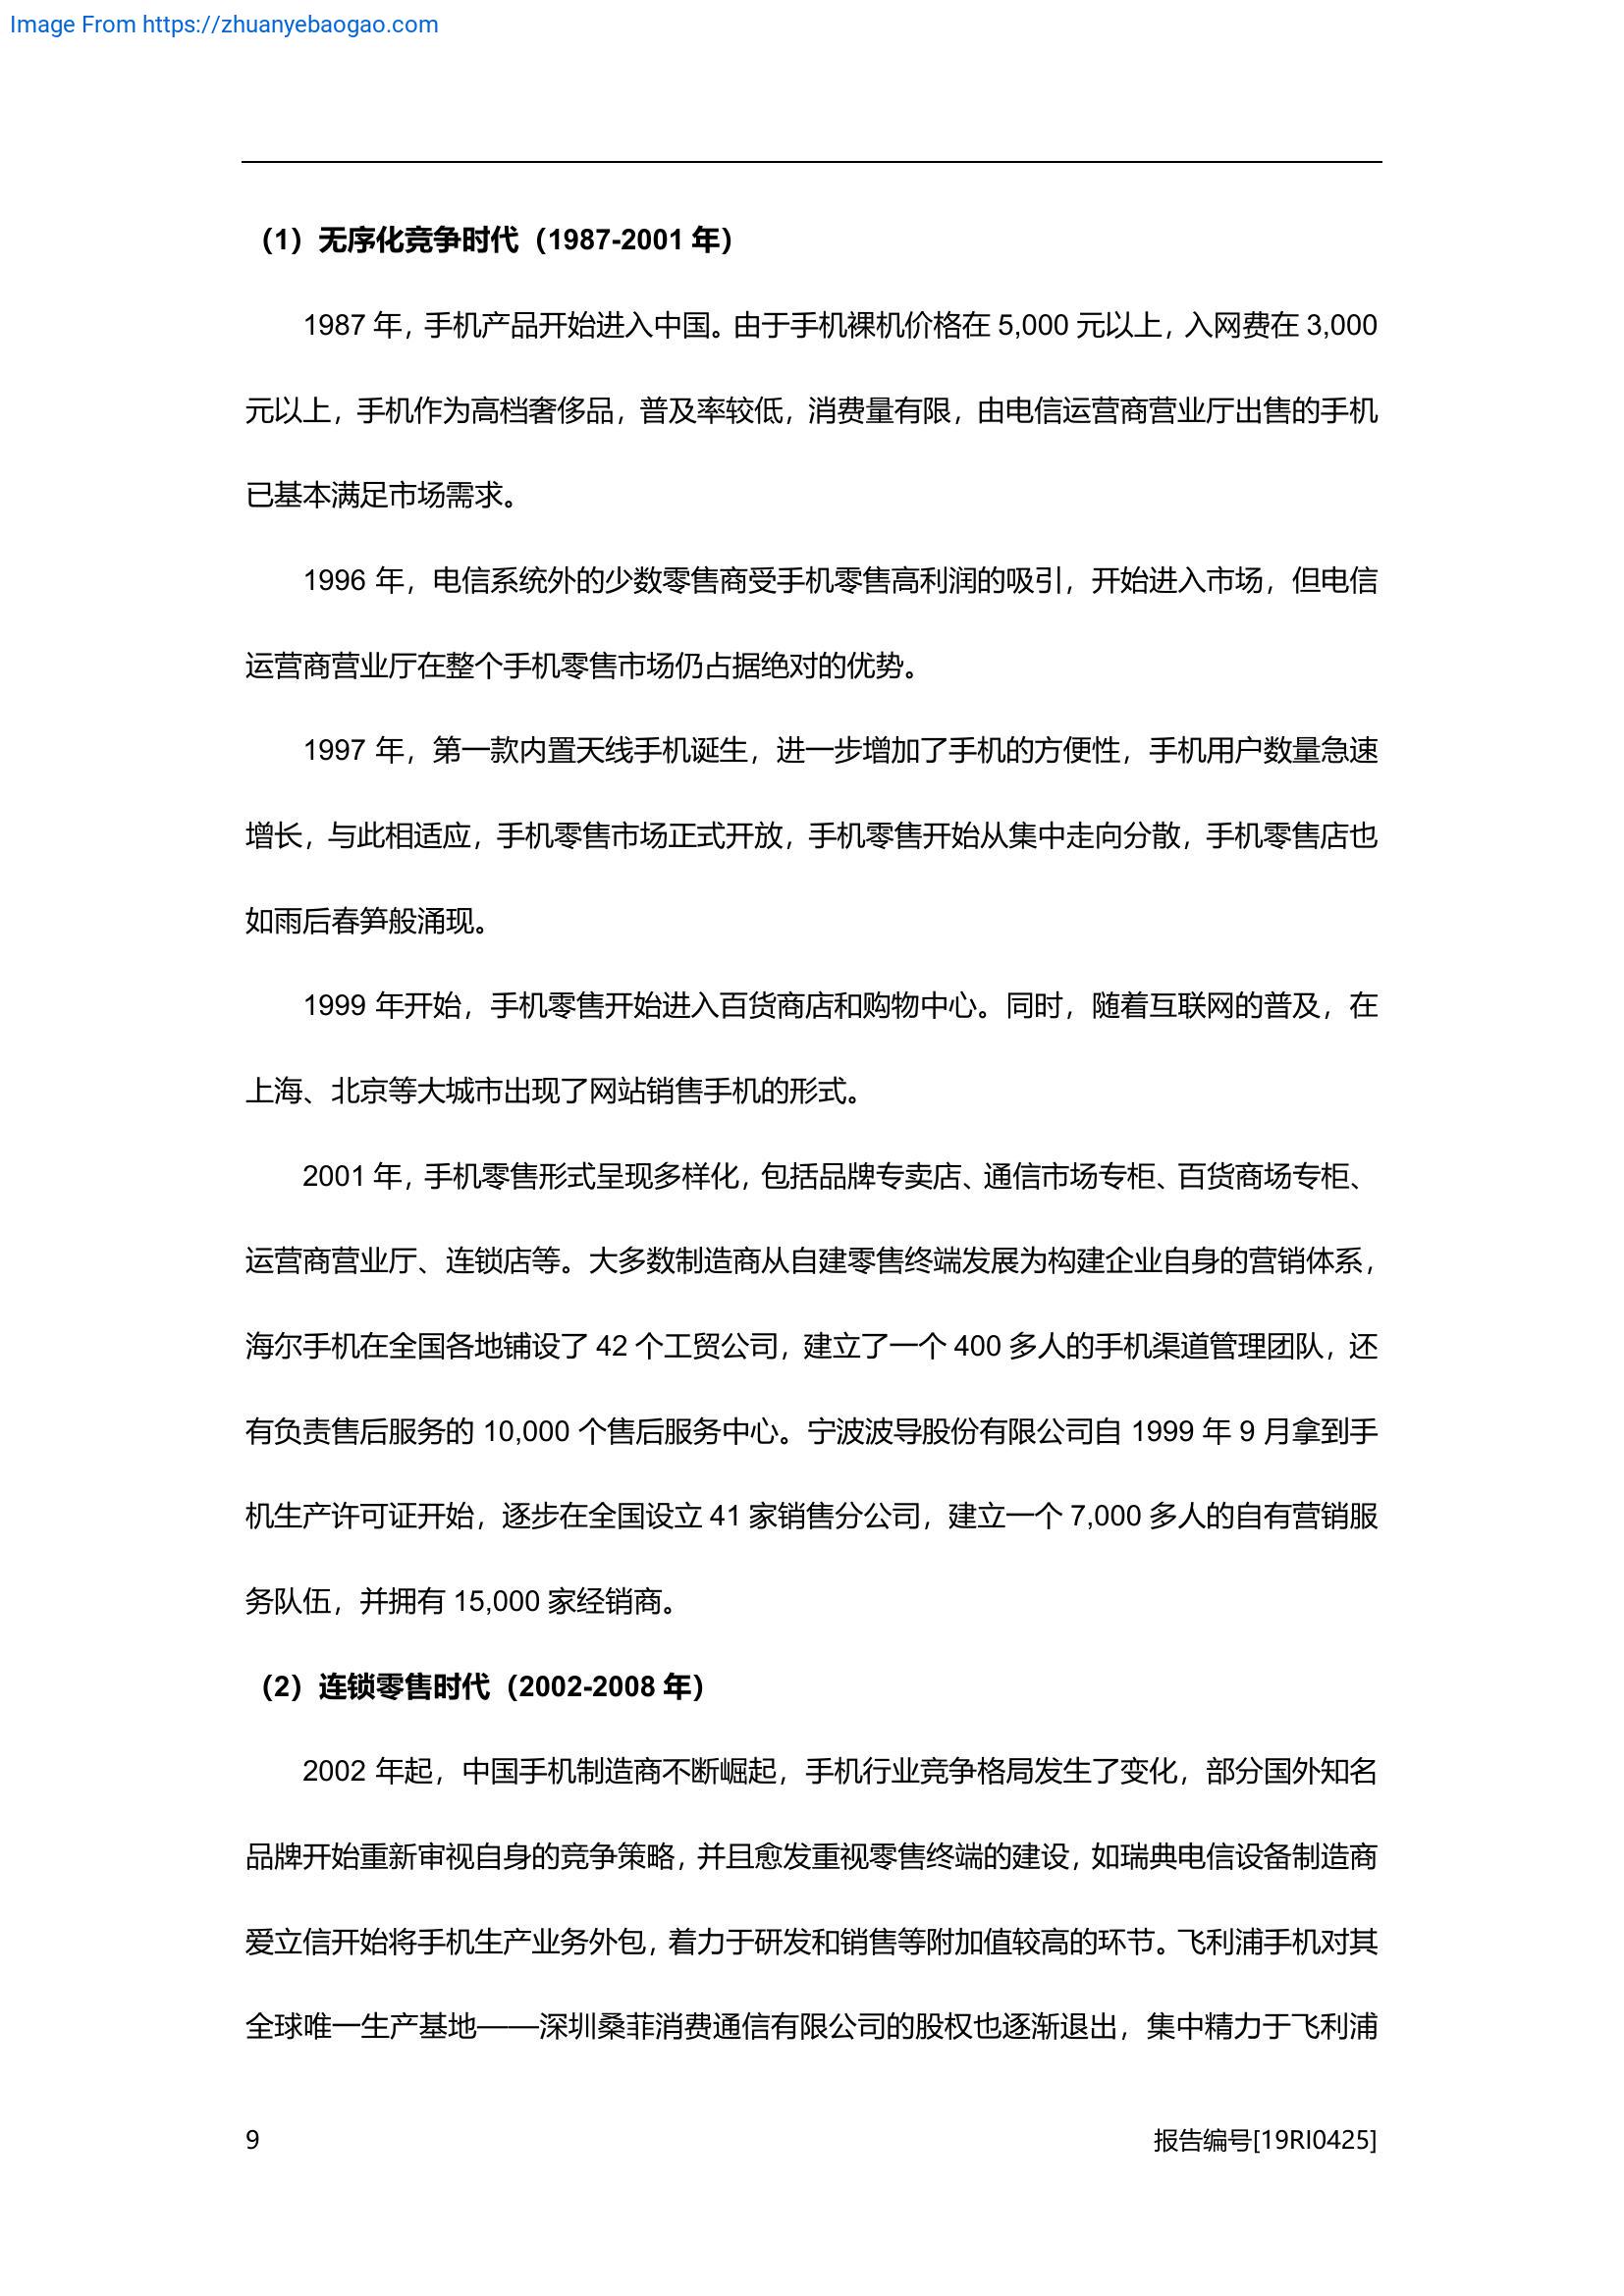 Image From https://zhuanyebaogao.com
（1）无序化竞争时代（1987-2001 年）
1987 年，手机产品开始进入中国。由于手机裸机价格在 5,000 元以上，入网费在 3,000
元以上，手机作为高档奢侈品，普及率较低，消费量有限，由电信运营商营业厅出售的手机
已基本满足市场需求。
1996 年，电信系统外的少数零售商受手机零售高利润的吸引，开始进入市场，但电信
运营商营业厅在整个手机零售市场仍占据绝对的优势。
1997 年，第一款内置天线手机诞生，进一步增加了手机的方便性，手机用户数量急速
增长，与此相适应，手机零售市场正式开放，手机零售开始从集中走向分散，手机零售店也
如雨后春笋般涌现。
1999 年开始，手机零售开始进入百货商店和购物中心。同时，随着互联网的普及，在
上海、北京等大城市出现了网站销售手机的形式。
2001 年，手机零售形式呈现多样化，包括品牌专卖店、通信市场专柜、百货商场专柜、
运营商营业厅、连锁店等。大多数制造商从自建零售终端发展为构建企业自身的营销体系，
海尔手机在全国各地铺设了 42 个工贸公司，建立了一个 400 多人的手机渠道管理团队，还
有负责售后服务的 10,000 个售后服务中心。宁波波导股份有限公司自 1999 年 9 月拿到手
机生产许可证开始，逐步在全国设立 41 家销售分公司，建立一个 7,000 多人的自有营销服
务队伍，并拥有 15,000 家经销商。
（2）连锁零售时代（2002-2008 年）
2002 年起，中国手机制造商不断崛起，手机行业竞争格局发生了变化，部分国外知名
品牌开始重新审视自身的竞争策略，并且愈发重视零售终端的建设，如瑞典电信设备制造商
爱立信开始将手机生产业务外包，着力于研发和销售等附加值较高的环节。飞利浦手机对其
全球唯一生产基地——深圳桑菲消费通信有限公司的股权也逐渐退出，集中精力于飞利浦
9
报告编号[19RI0425]